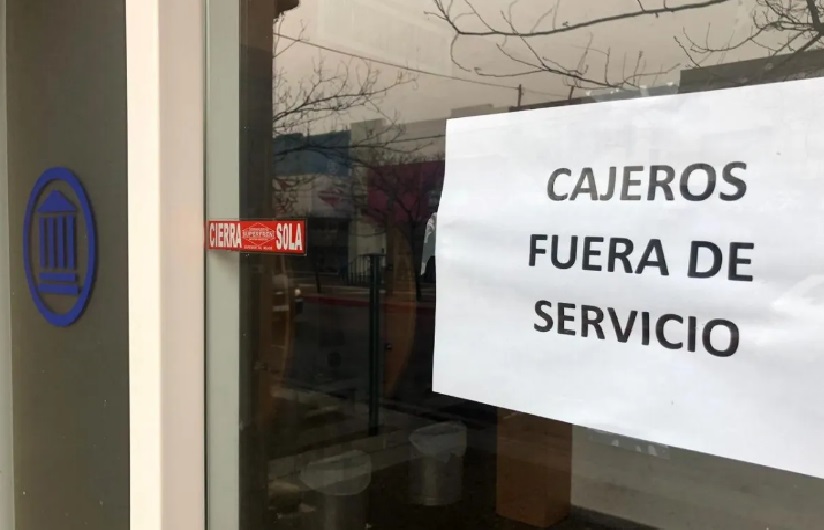 CIERRA SOLA
CAJEROS
FUERA DE
SERVICIO